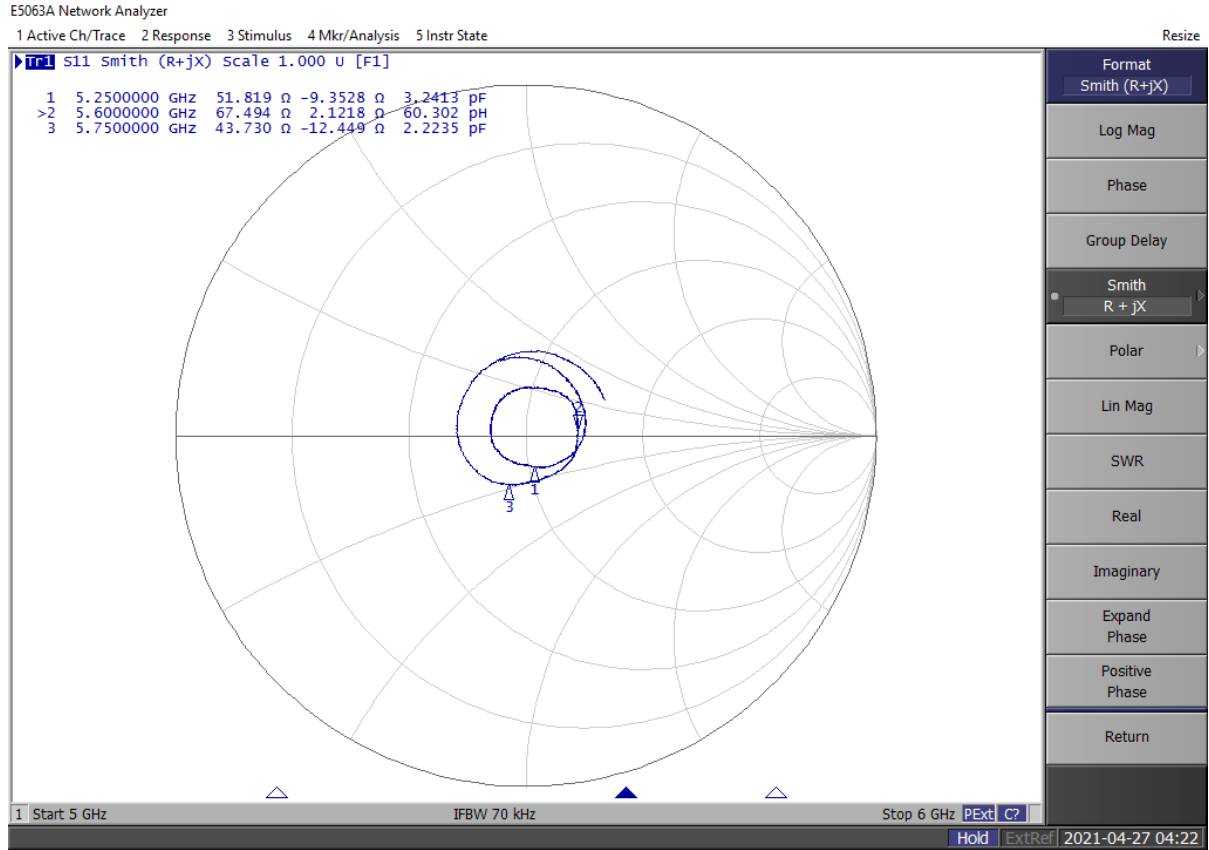 E5063A Network Analyzer
1 Active Ch/Trace 2 Response 3 Stimulus 4 Mkr/Analysis 5 Instr State Resize
Tr1 S11 Smith (R+jX) Scale 1.000 U [F1]
1 5.2500000 GHz 51.819 Ω -9.3528 Ω 3.2413 pF
>2 5.6000000 GHz 67.494 Ω 2.1218 Ω 60.302 pH
3 5.7500000 GHz 43.730 Ω -12.449 Ω 2.2235 pF
2
1
3
1 Start 5 GHz IFBW 70 kHz Stop 6 GHz PExt C?
Format
Smith (R+jX)
Log Mag
Phase
Group Delay
Smith
R + jX
Polar
Lin Mag
SWR
Real
Imaginary
Expand
Phase
Positive
Phase
Return
Hold ExtRef 2021-04-27 04:22